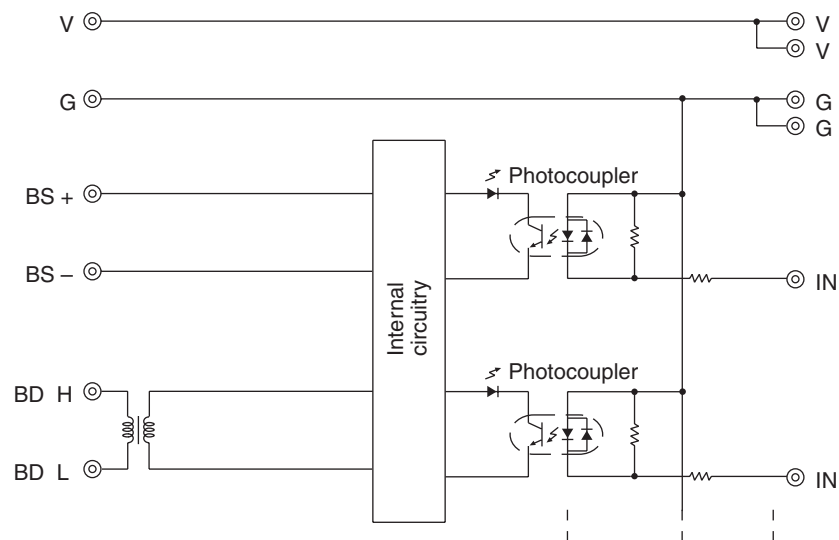 V
V
V
G
G
G
Photocoupler
BS +
BS –
IN
Internal
circuitry
Photocoupler
BD H
BD L
IN